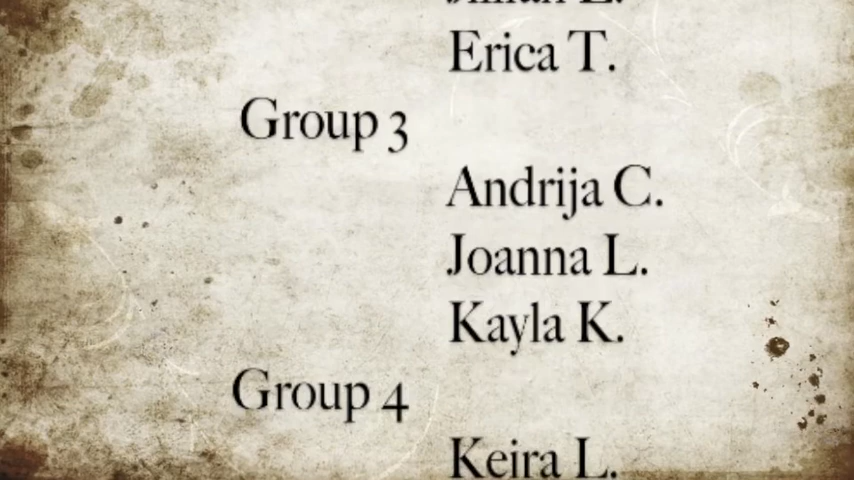 Erica T.
Group 3
Andrija C.
Joanna L.
Kayla K.
Group 4
Keira L.